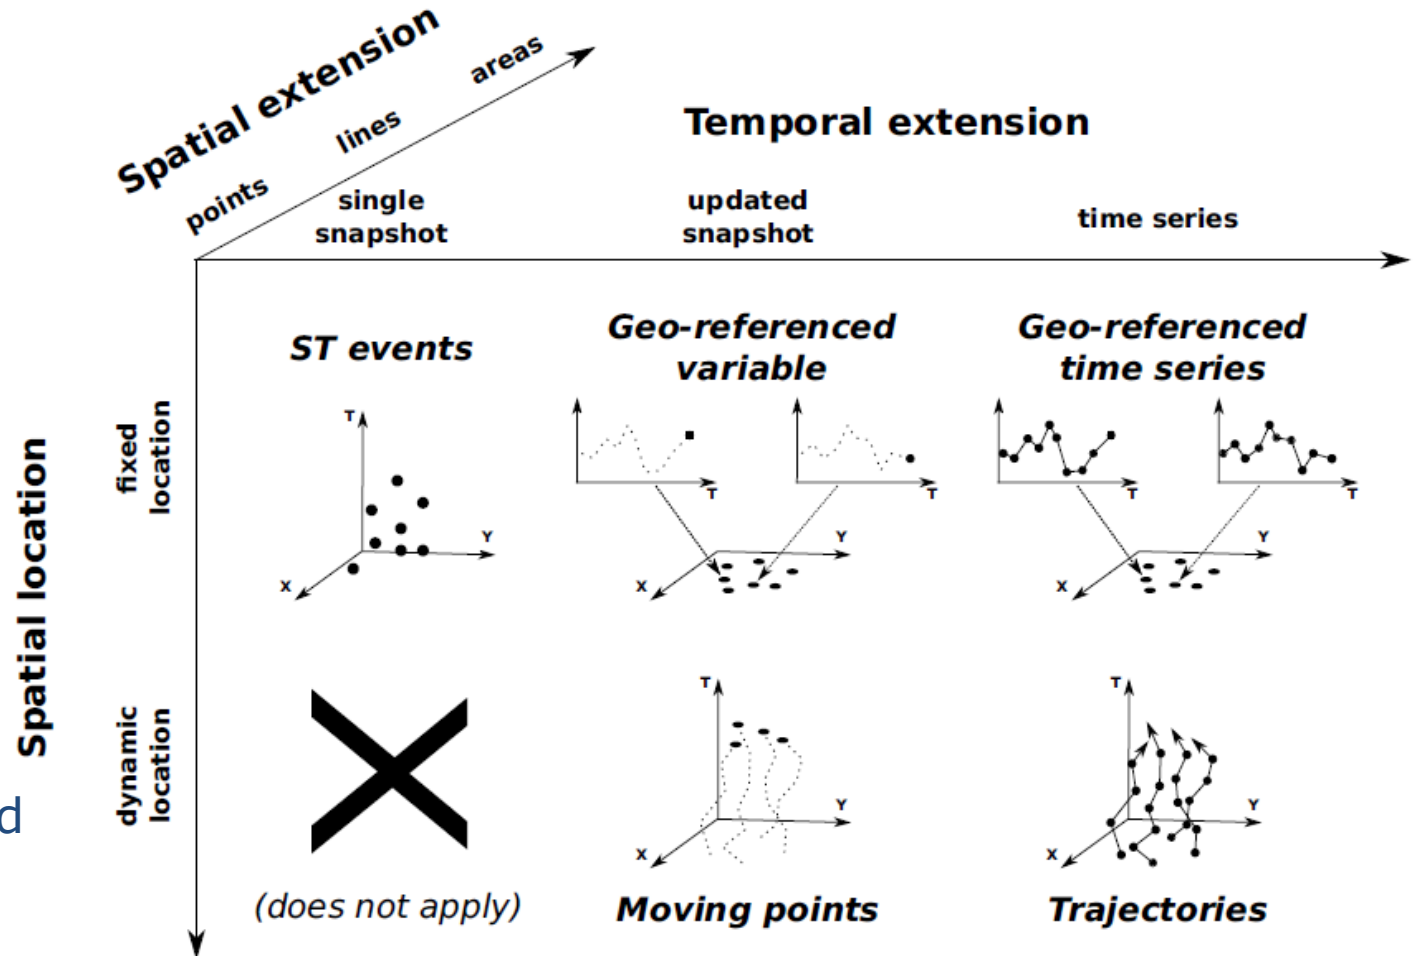 Spatial extension
points
lines
areas
Temporal extension
single
snapshot
updated
snapshot
time series
Spatial location
fixed
location
ST events
T
Y
X
Geo-referenced
variable
T
T
Y
X
Geo-referenced
time series
T
T
Y
X
dynamic
location
d
(does not apply)
T
Y
X
Moving points
T
Y
X
Trajectories